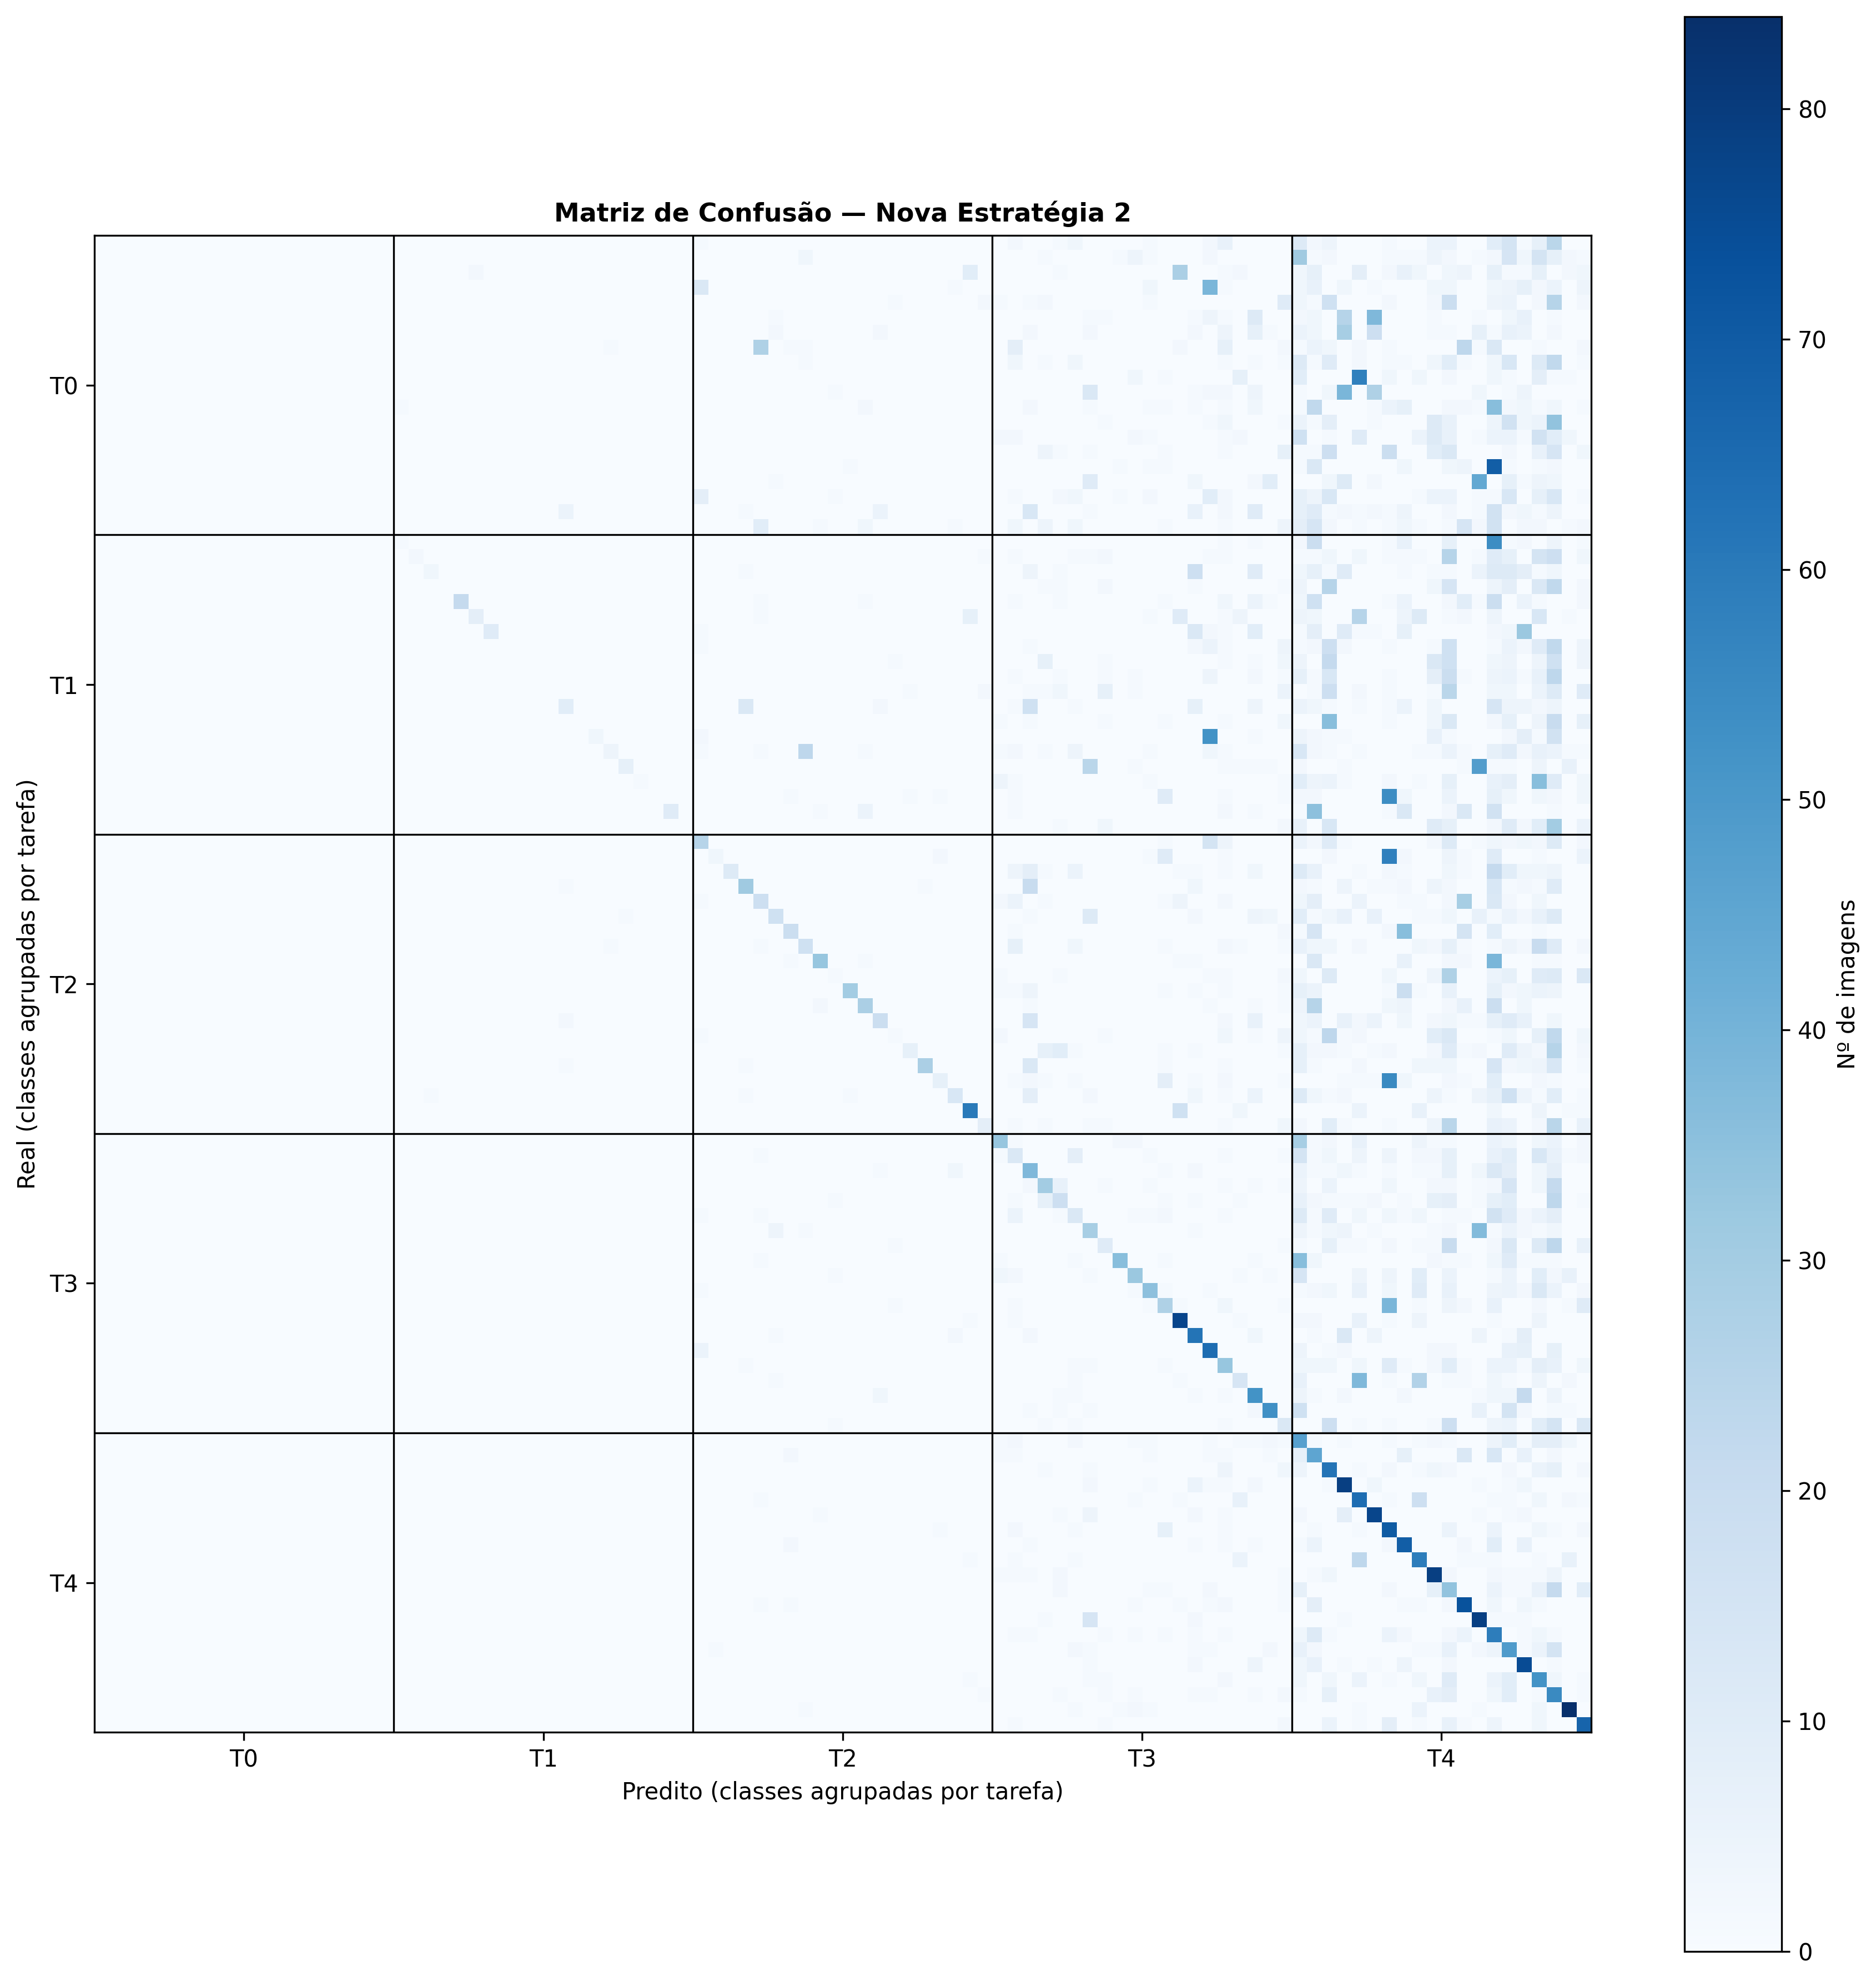 Matriz de Confusão — Nova Estratégia 2
Real (classes agrupadas por tarefa)
T0
T1
T2
T3
T4
T0 T1 T2 T3 T4
Predito (classes agrupadas por tarefa)
80
70
60
50
40
30
20
10
0
Nº de imagens